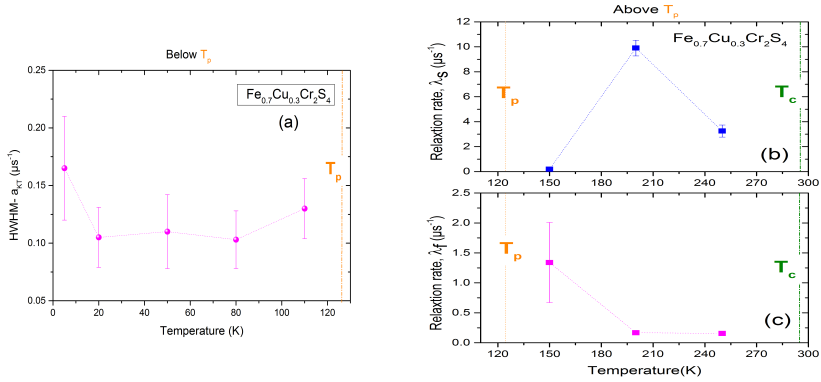 Below Tp
0.25
0.20
0.15
0.10
0.05
HWHM- aKT (µs-1)
Fe0.7Cu0.3Cr2S4
(a)
Tp
0 20 40 60 80 100 120
Temperature (K)
Above Tp
12
10
8
6
4
2
0
Relaxtion rate, λS (µs-1)
Fe0.7Cu0.3Cr2S4
Tp
Tc
(b)
120 150 180 210 240 270 300
2.5
2.0
1.5
1.0
0.5
0.0
Relaxtion rate, λf (µs-1)
Tp
Tc
(c)
120 150 180 210 240 270 300
Temperature(K)